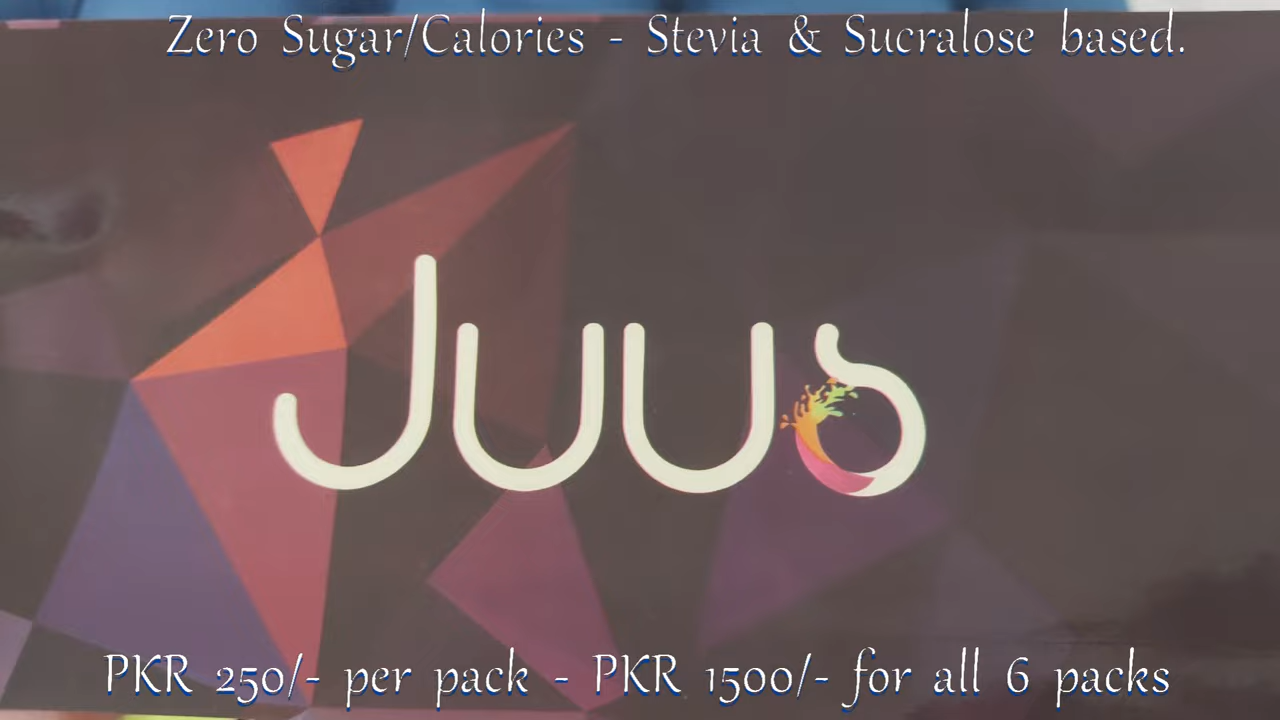 Zero Sugar/Calories - Stevia & Sucralose based.
Juus
PKR 250/- per pack - PKR 1500/- for all 6 packs